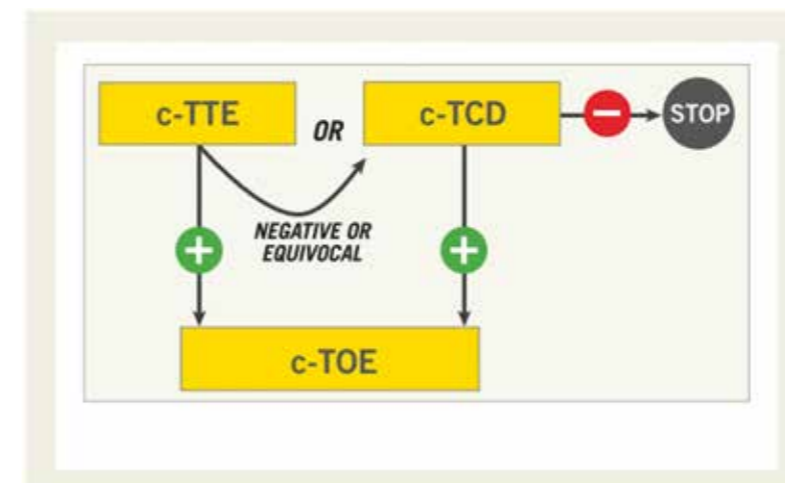 c-TTE
OR
c-TCD
STOP
NEGATIVE OR
EQUIVOCAL
c-TOE